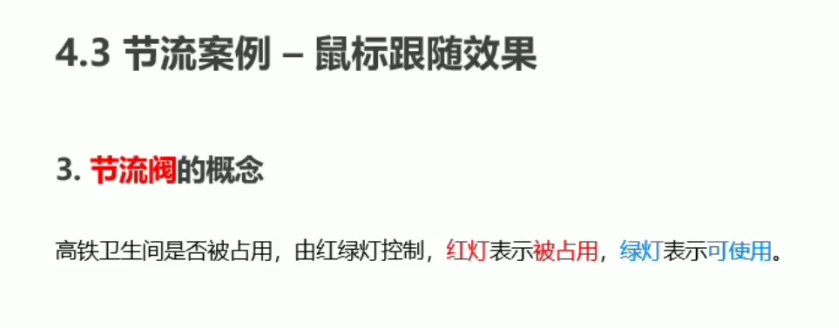 4.3 节流案例 – 鼠标跟随效果
3. 节流阀的概念
高铁卫生间是否被占用，由红绿灯控制，红灯表示被占用，绿灯表示可使用。